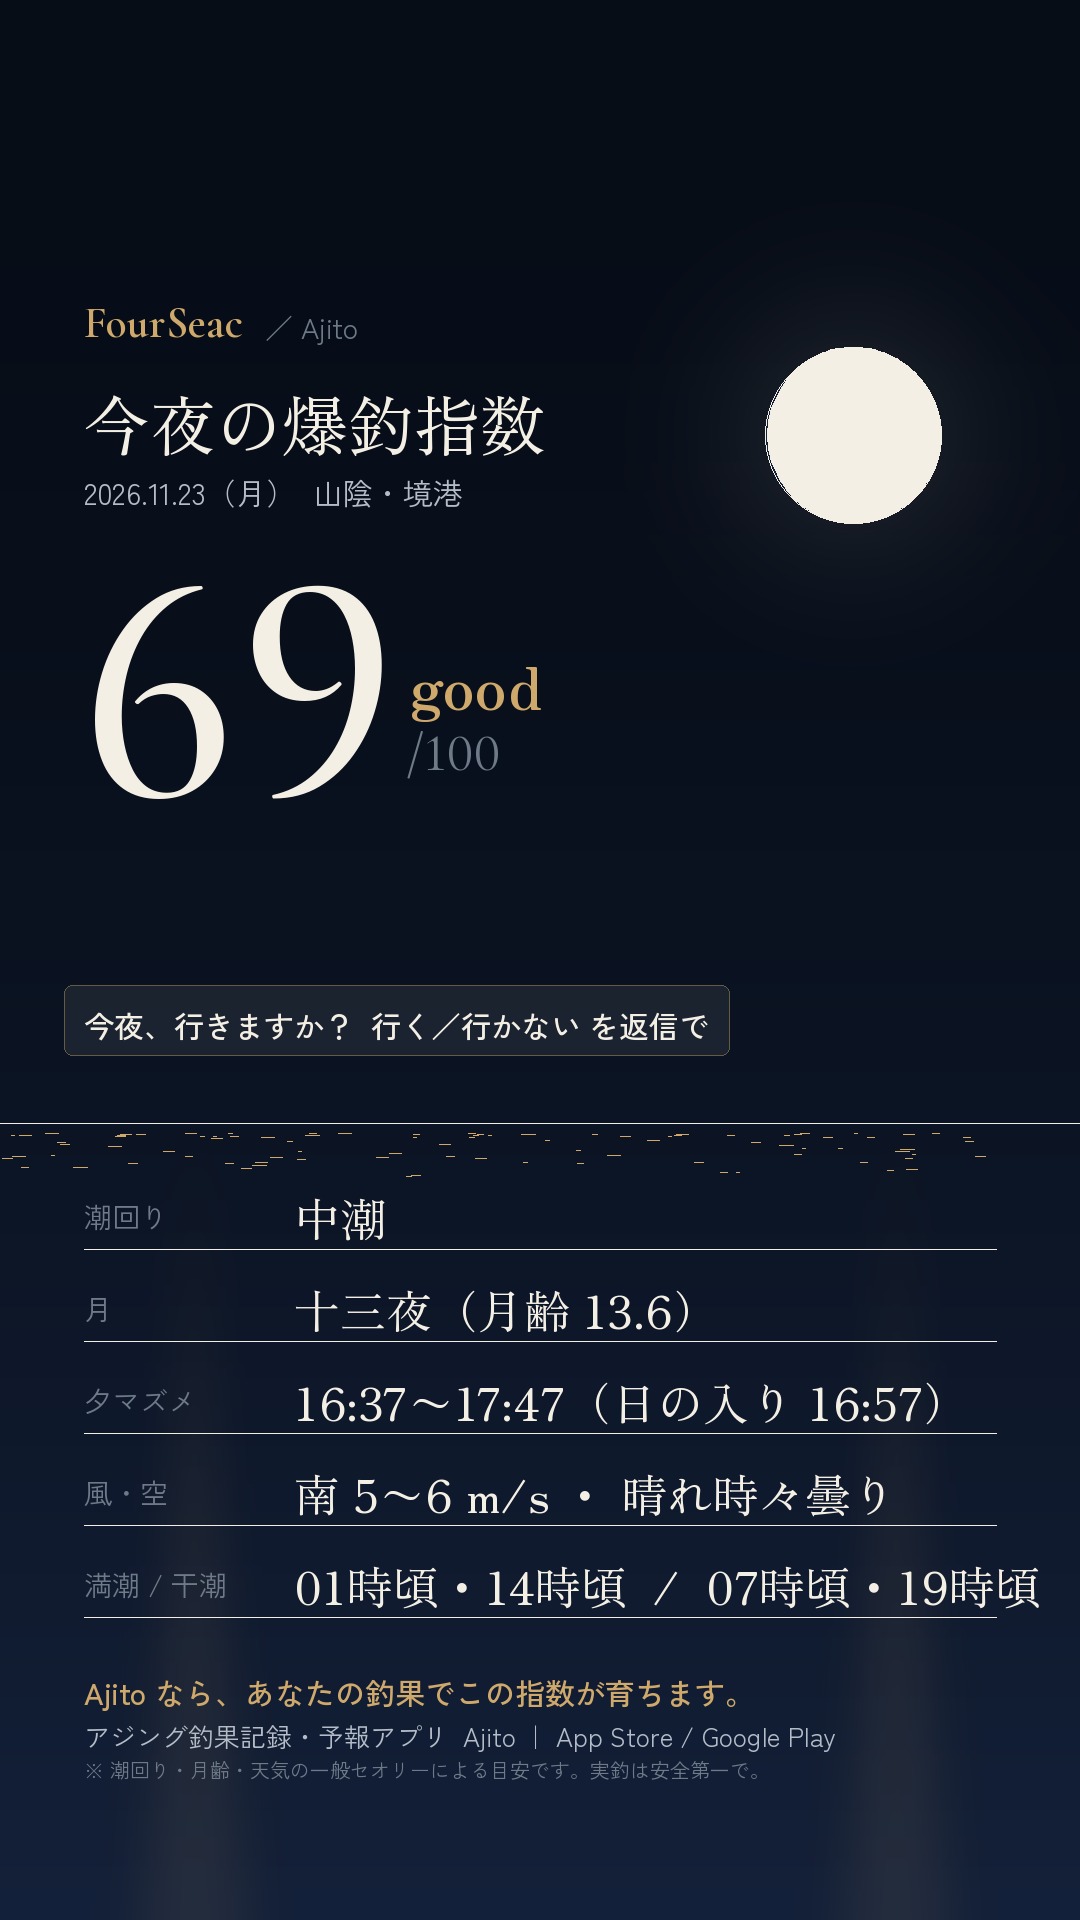 FourSeac ／ Ajito
今夜の爆釣指数
2026.11.23（月） 山陰・境港
69 good
/100
今夜、行きますか？ 行く／行かない を返信で
潮回り 中潮
月 十三夜（月齢 13.6）
夕マズメ 16:37〜17:47（日の入り 16:57）
風・空 南 5〜6 m/s ・ 晴れ時々曇り
満潮 / 干潮 01時頃・14時頃 ／ 07時頃・19時頃
Ajito なら、あなたの釣果でこの指数が育ちます。
アジング釣果記録・予報アプリ Ajito ｜ App Store / Google Play
※ 潮回り・月齢・天気の一般セオリーによる目安です。実釣は安全第一で。